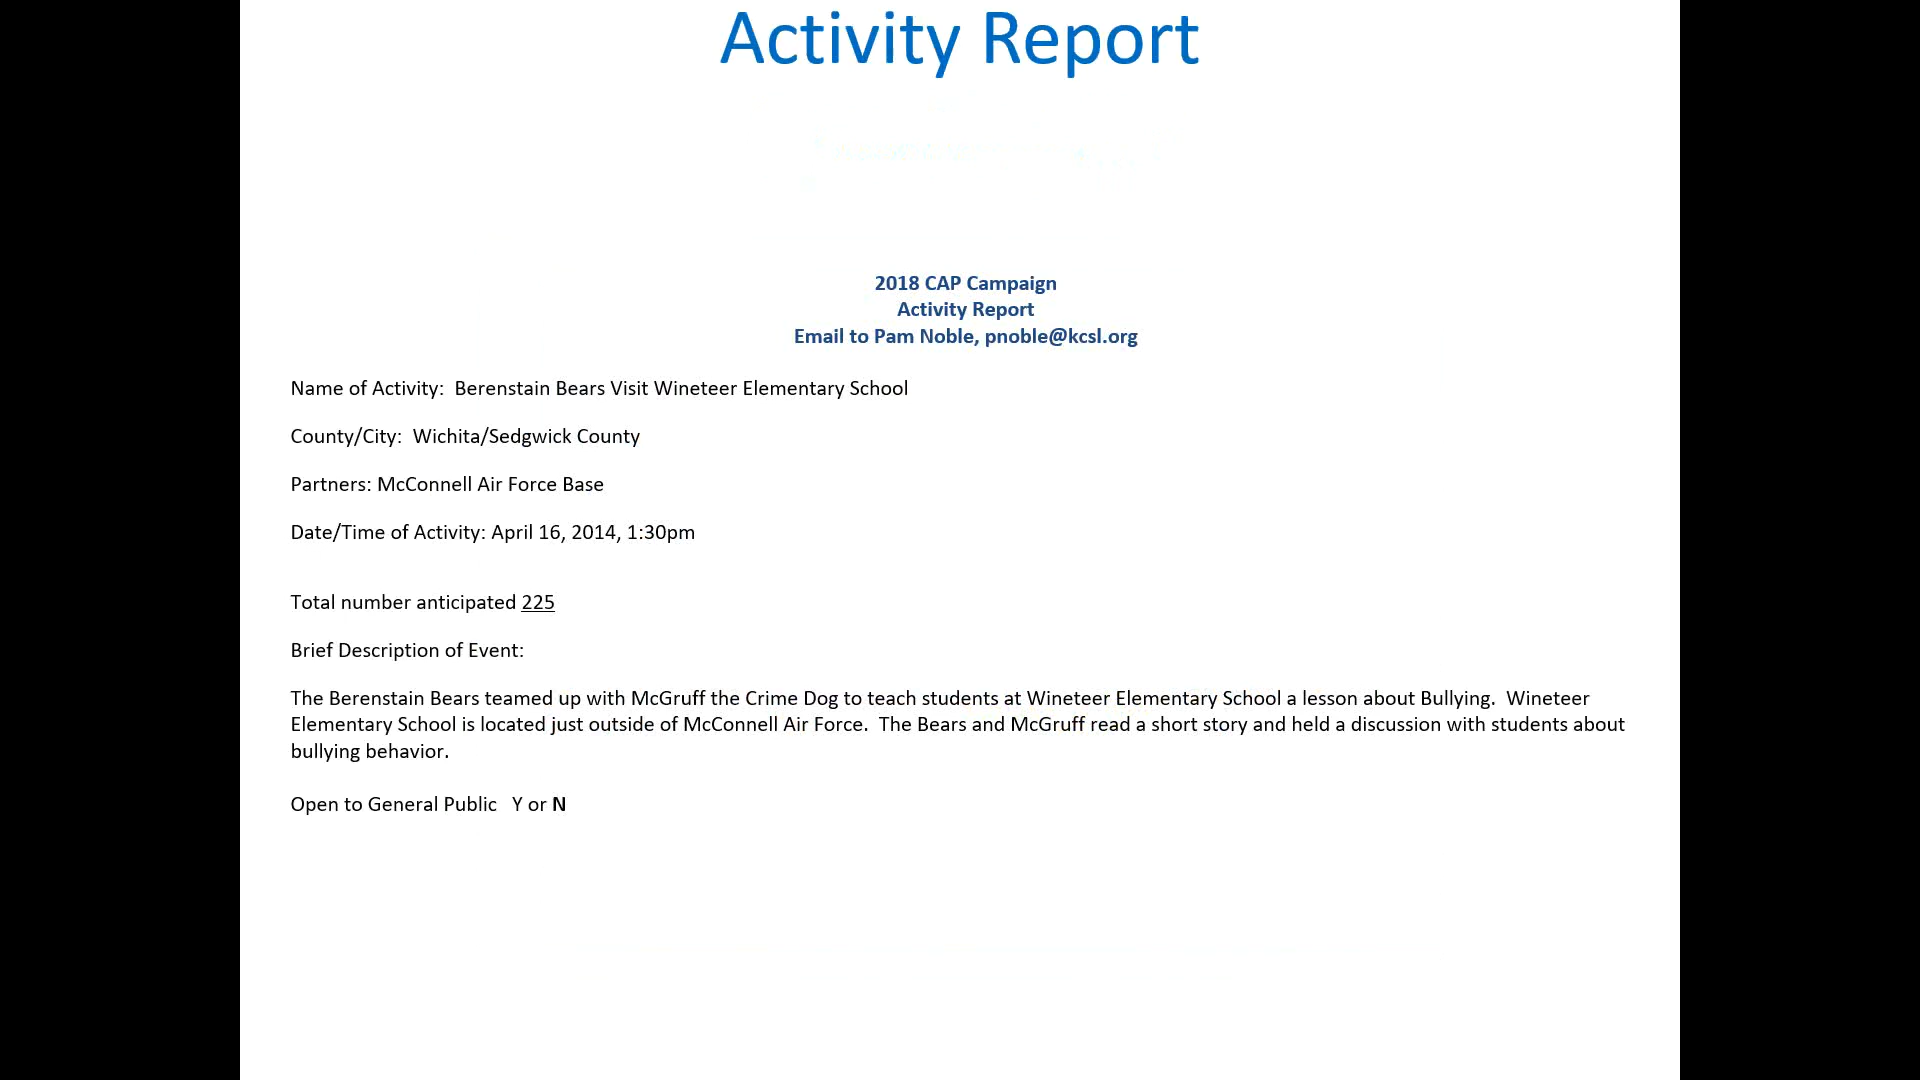 Activity Report
2018 CAP Campaign
Activity Report
Email to Pam Noble, pnoble@kcsl.org
Name of Activity:  Berenstain Bears Visit Wineteer Elementary School
County/City:  Wichita/Sedgwick County
Partners: McConnell Air Force Base
Date/Time of Activity: April 16, 2014, 1:30pm
Total number anticipated 225
Brief Description of Event:
The Berenstain Bears teamed up with McGruff the Crime Dog to teach students at Wineteer Elementary School a lesson about Bullying.  Wineteer
Elementary School is located just outside of McConnell Air Force.  The Bears and McGruff read a short story and held a discussion with students about
bullying behavior.
Open to General Public   Y or N